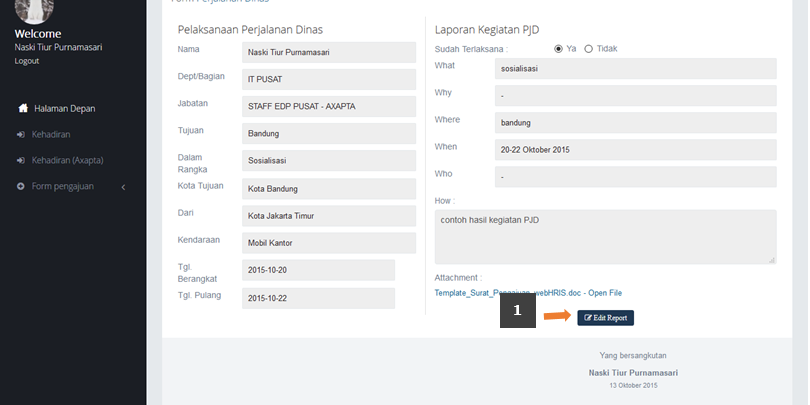 Form Perjalanan Dinas
Welcome
Naski Tiur Purnamasari
Logout
Halaman Depan
Kehadiran
Kehadiran (Axapta)
Form pengajuan
Pelaksanaan Perjalanan Dinas
Nama
Naski Tiur Purnamasari
Dept/Bagian
IT PUSAT
Jabatan
STAFF EDP PUSAT - AXAPTA
Tujuan
Bandung
Dalam
Rangka
Sosialisasi
Kota Tujuan
Kota Bandung
Dari
Kota Jakarta Timur
Kendaraan
Mobil Kantor
Tgl.
Berangkat
2015-10-20
Tgl. Pulang
2015-10-22
Laporan Kegiatan PJD
Sudah Terlaksana : Ya Tidak
What
sosialisasi
Why
-
Where
bandung
When
20-22 Oktober 2015
Who
-
How :
contoh hasil kegiatan PJD
Attachment :
Template_Surat_Pengajuan_webHRIS.doc - Open File
1
Edit Report
Yang bersangkutan
Naski Tiur Purnamasari
13 Oktober 2015